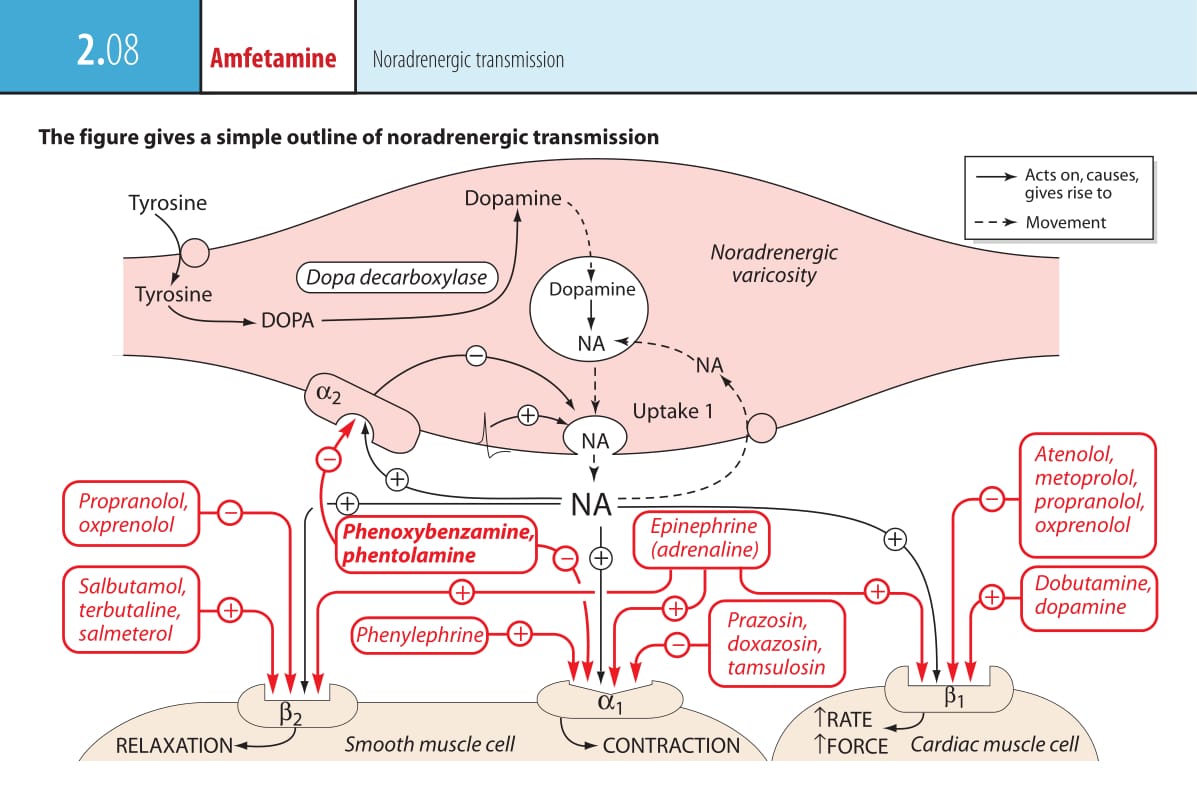 2.08
Amfetamine
Noradrenergic transmission
The figure gives a simple outline of noradrenergic transmission
Acts on, causes,
gives rise to
Movement
Tyrosine
Tyrosine
DOPA
Dopa decarboxylase
Dopamine
Dopamine
NA
Noradrenergic
varicosity
NA
Uptake 1
α2
−
+
NA
−
+
NA
+
+
+
Propranolol,
oxprenolol
−
Salbutamol,
terbutaline,
salmeterol
+
Phenoxybenzamine,
phentolamine
−
Epinephrine
(adrenaline)
+
+
+
Phenylephrine
+
Prazosin,
doxazosin,
tamsulosin
−
Atenolol,
metoprolol,
propranolol,
oxprenolol
−
Dobutamine,
dopamine
+
β2
RELAXATION
Smooth muscle cell
α1
CONTRACTION
β1
↑RATE
↑FORCE
Cardiac muscle cell